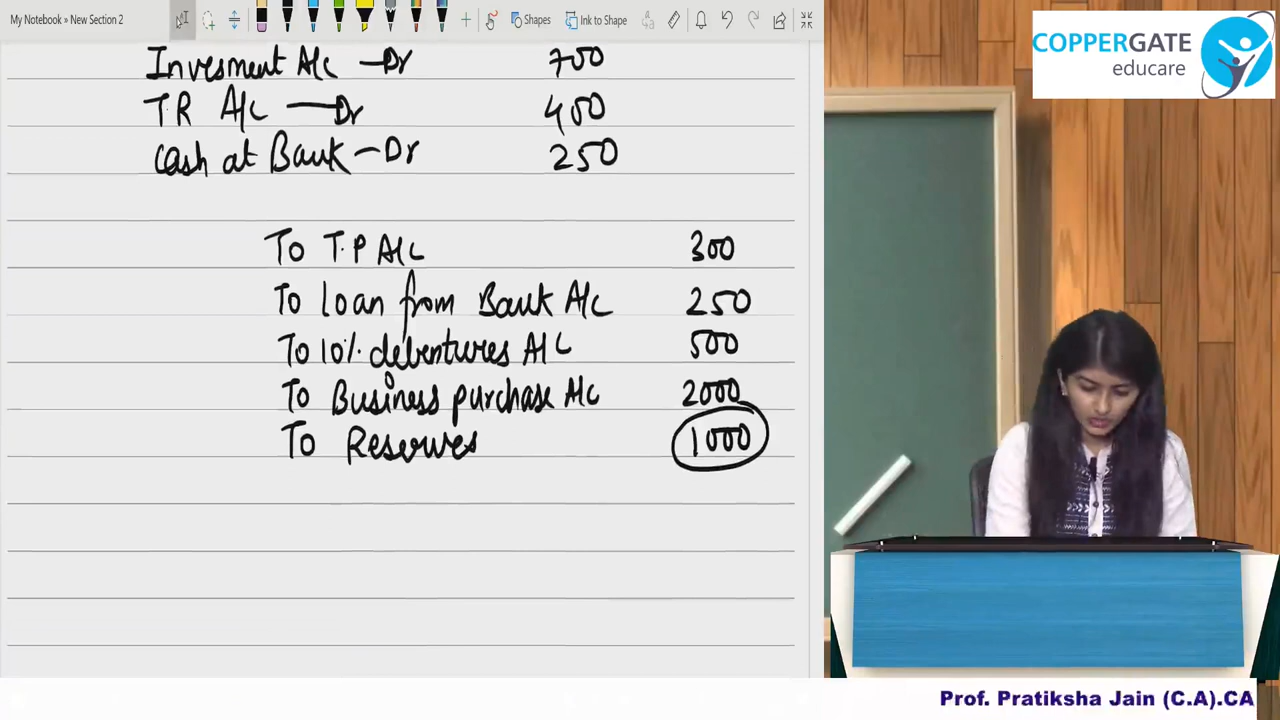 My Notebook » New Section 2
Shapes
Ink to Shape
COPPERGATE
educare
Invesment A/c — Dr 700
T.R A/c — Dr 400
Cash at Bank — Dr 250
To T.P A/c 300
To loan from Bank A/c 250
To 10% debentures A/c 500
To Business purchase A/c 2000
To Reserves 1000
Prof. Pratiksha Jain (C.A).CA